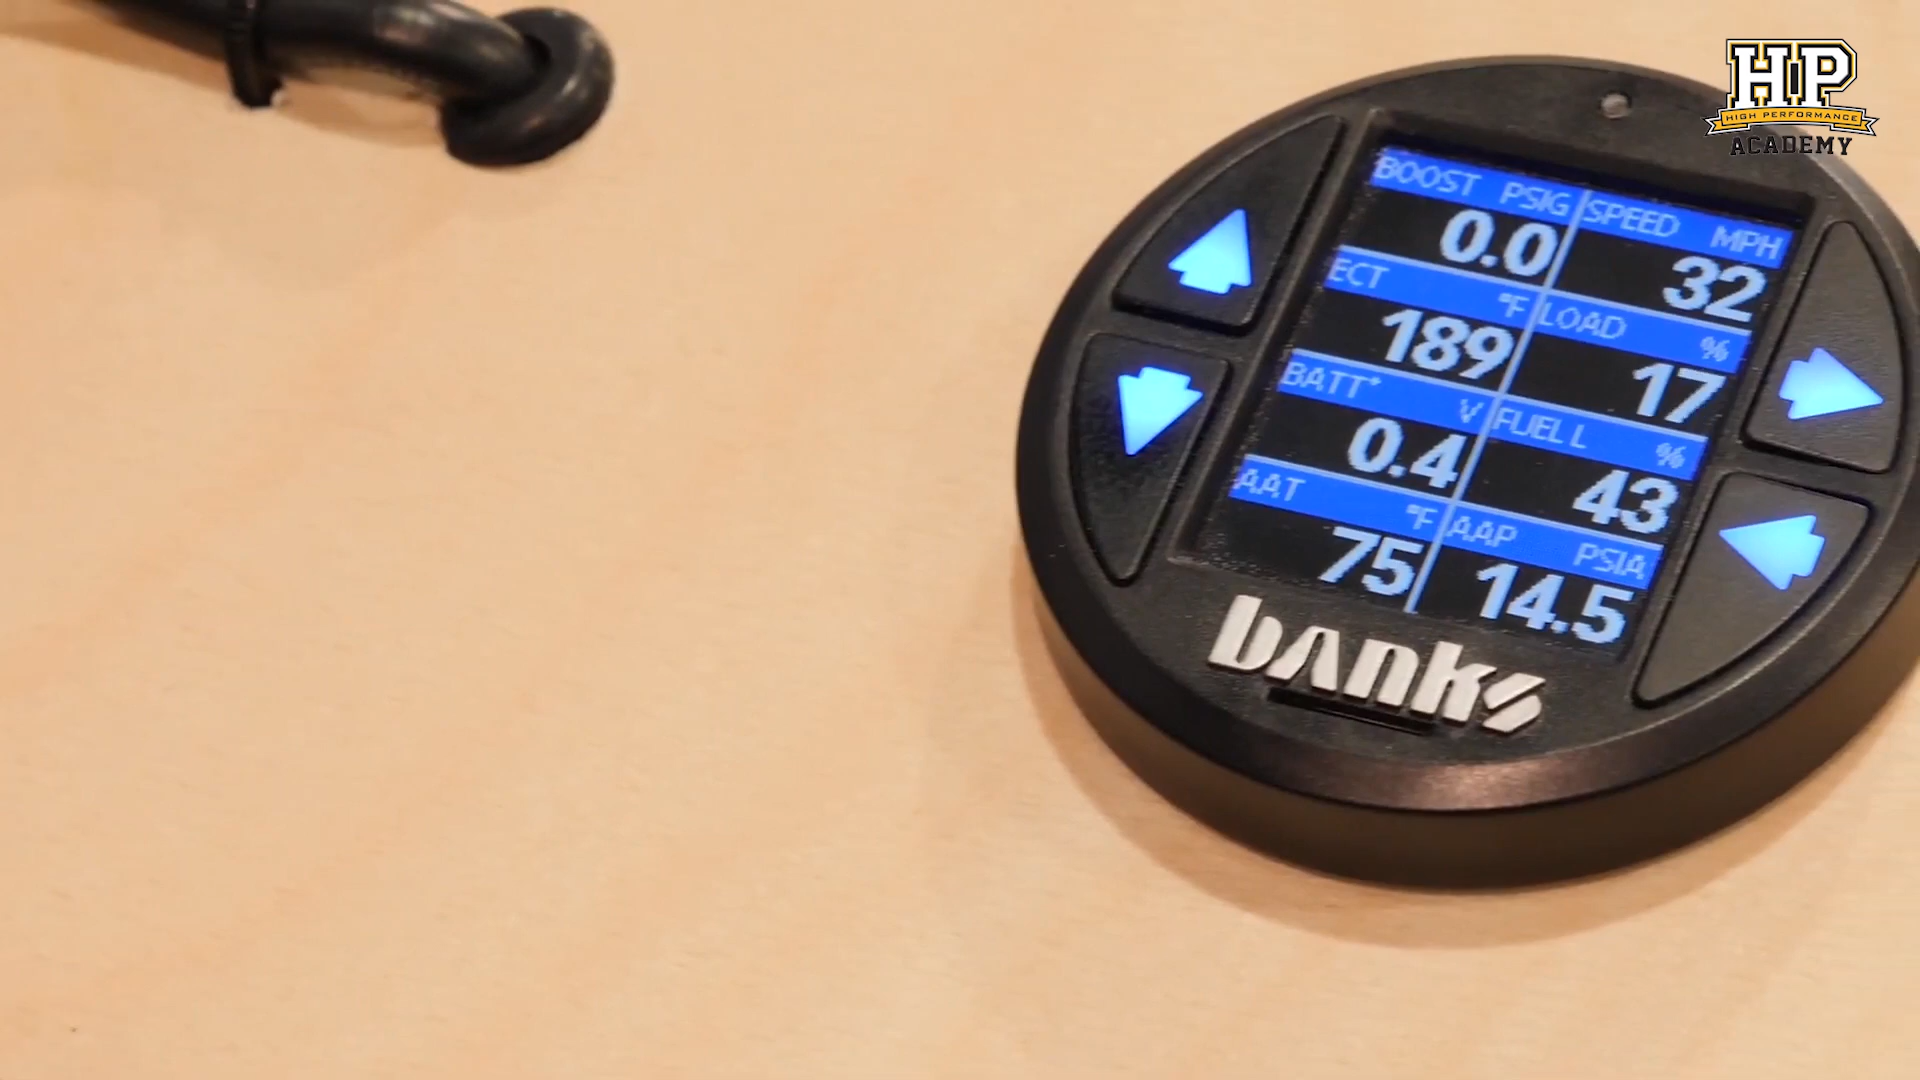 HP
HIGH PERFORMANCE
ACADEMY
BOOST PSIG SPEED MPH
0.0 32
ECT °F LOAD %
189 17
BATT+ V FUEL L %
0.4 43
AAT °F AAP PSIA
75 14.5
banks